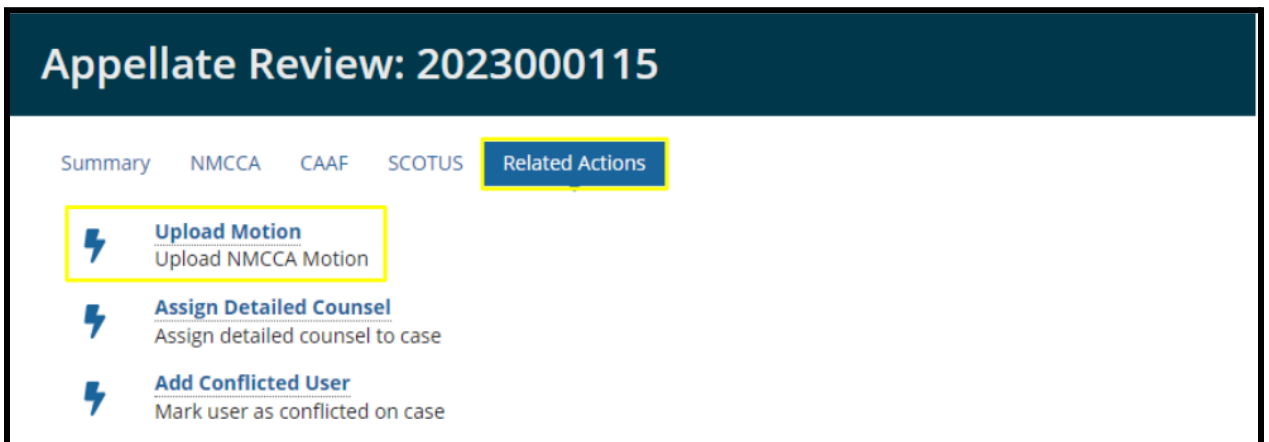 Appellate Review: 2023000115
Summary NMCCA CAAF SCOTUS Related Actions
Upload Motion
Upload NMCCA Motion
Assign Detailed Counsel
Assign detailed counsel to case
Add Conflicted User
Mark user as conflicted on case